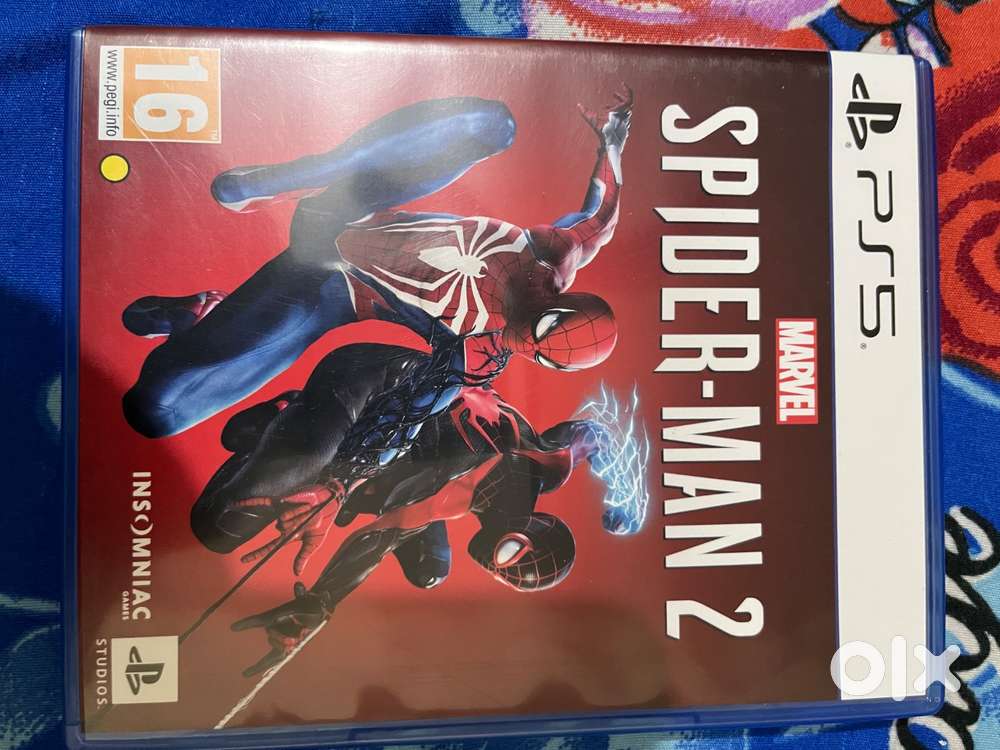 PS5
MARVEL
SPIDER-MAN 2
16
www.pegi.info
INSOMNIAC
GAMES
STUDIOS
olx